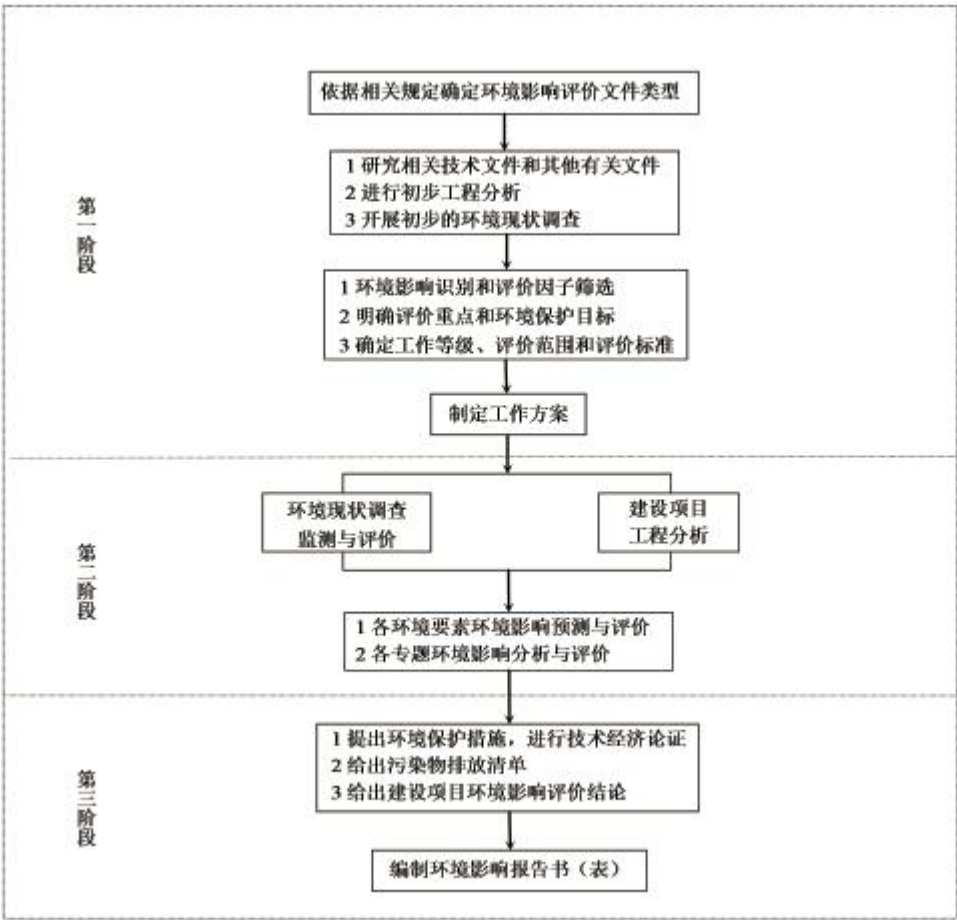 依据相关规定确定环境影响评价文件类型
1 研究相关技术文件和其他有关文件
2 进行初步工程分析
3 开展初步的环境现状调查
第一阶段
1 环境影响识别和评价因子筛选
2 明确评价重点和环境保护目标
3 确定工作等级、评价范围和评价标准
制定工作方案
环境现状调查
监测与评价
建设项目
工程分析
第二阶段
1 各环境要素环境影响预测与评价
2 各专题环境影响分析与评价
1 提出环境保护措施，进行技术经济论证
2 给出污染物排放清单
3 给出建设项目环境影响评价结论
第三阶段
编制环境影响报告书（表）